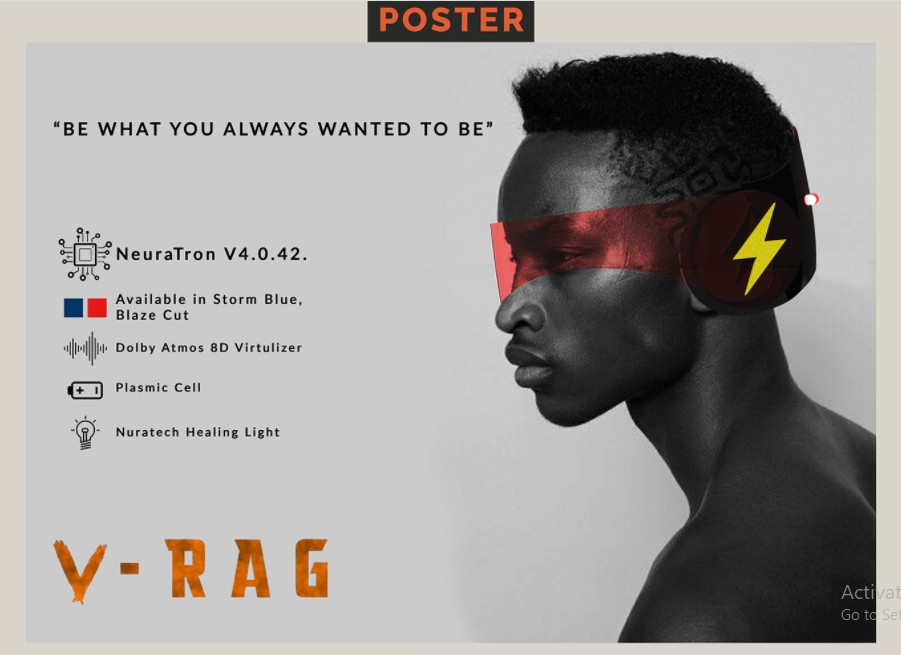 POSTER
“BE WHAT YOU ALWAYS WANTED TO BE”
NeuraTron V4.0.42.
Available in Storm Blue,
Blaze Cut
Dolby Atmos 8D Virtulizer
Plasmic Cell
Nuratech Healing Light
V-RAG
Activat
Go to Set